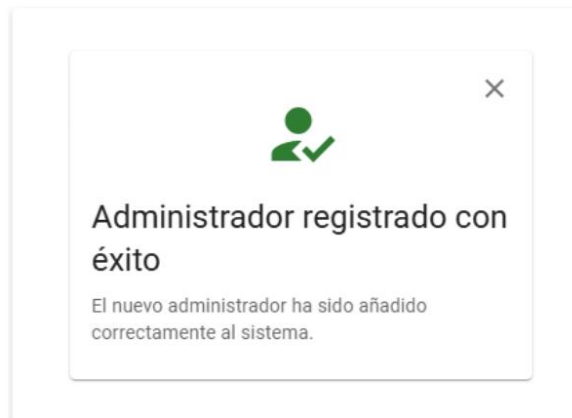 Administrador registrado con
éxito
El nuevo administrador ha sido añadido
correctamente al sistema.